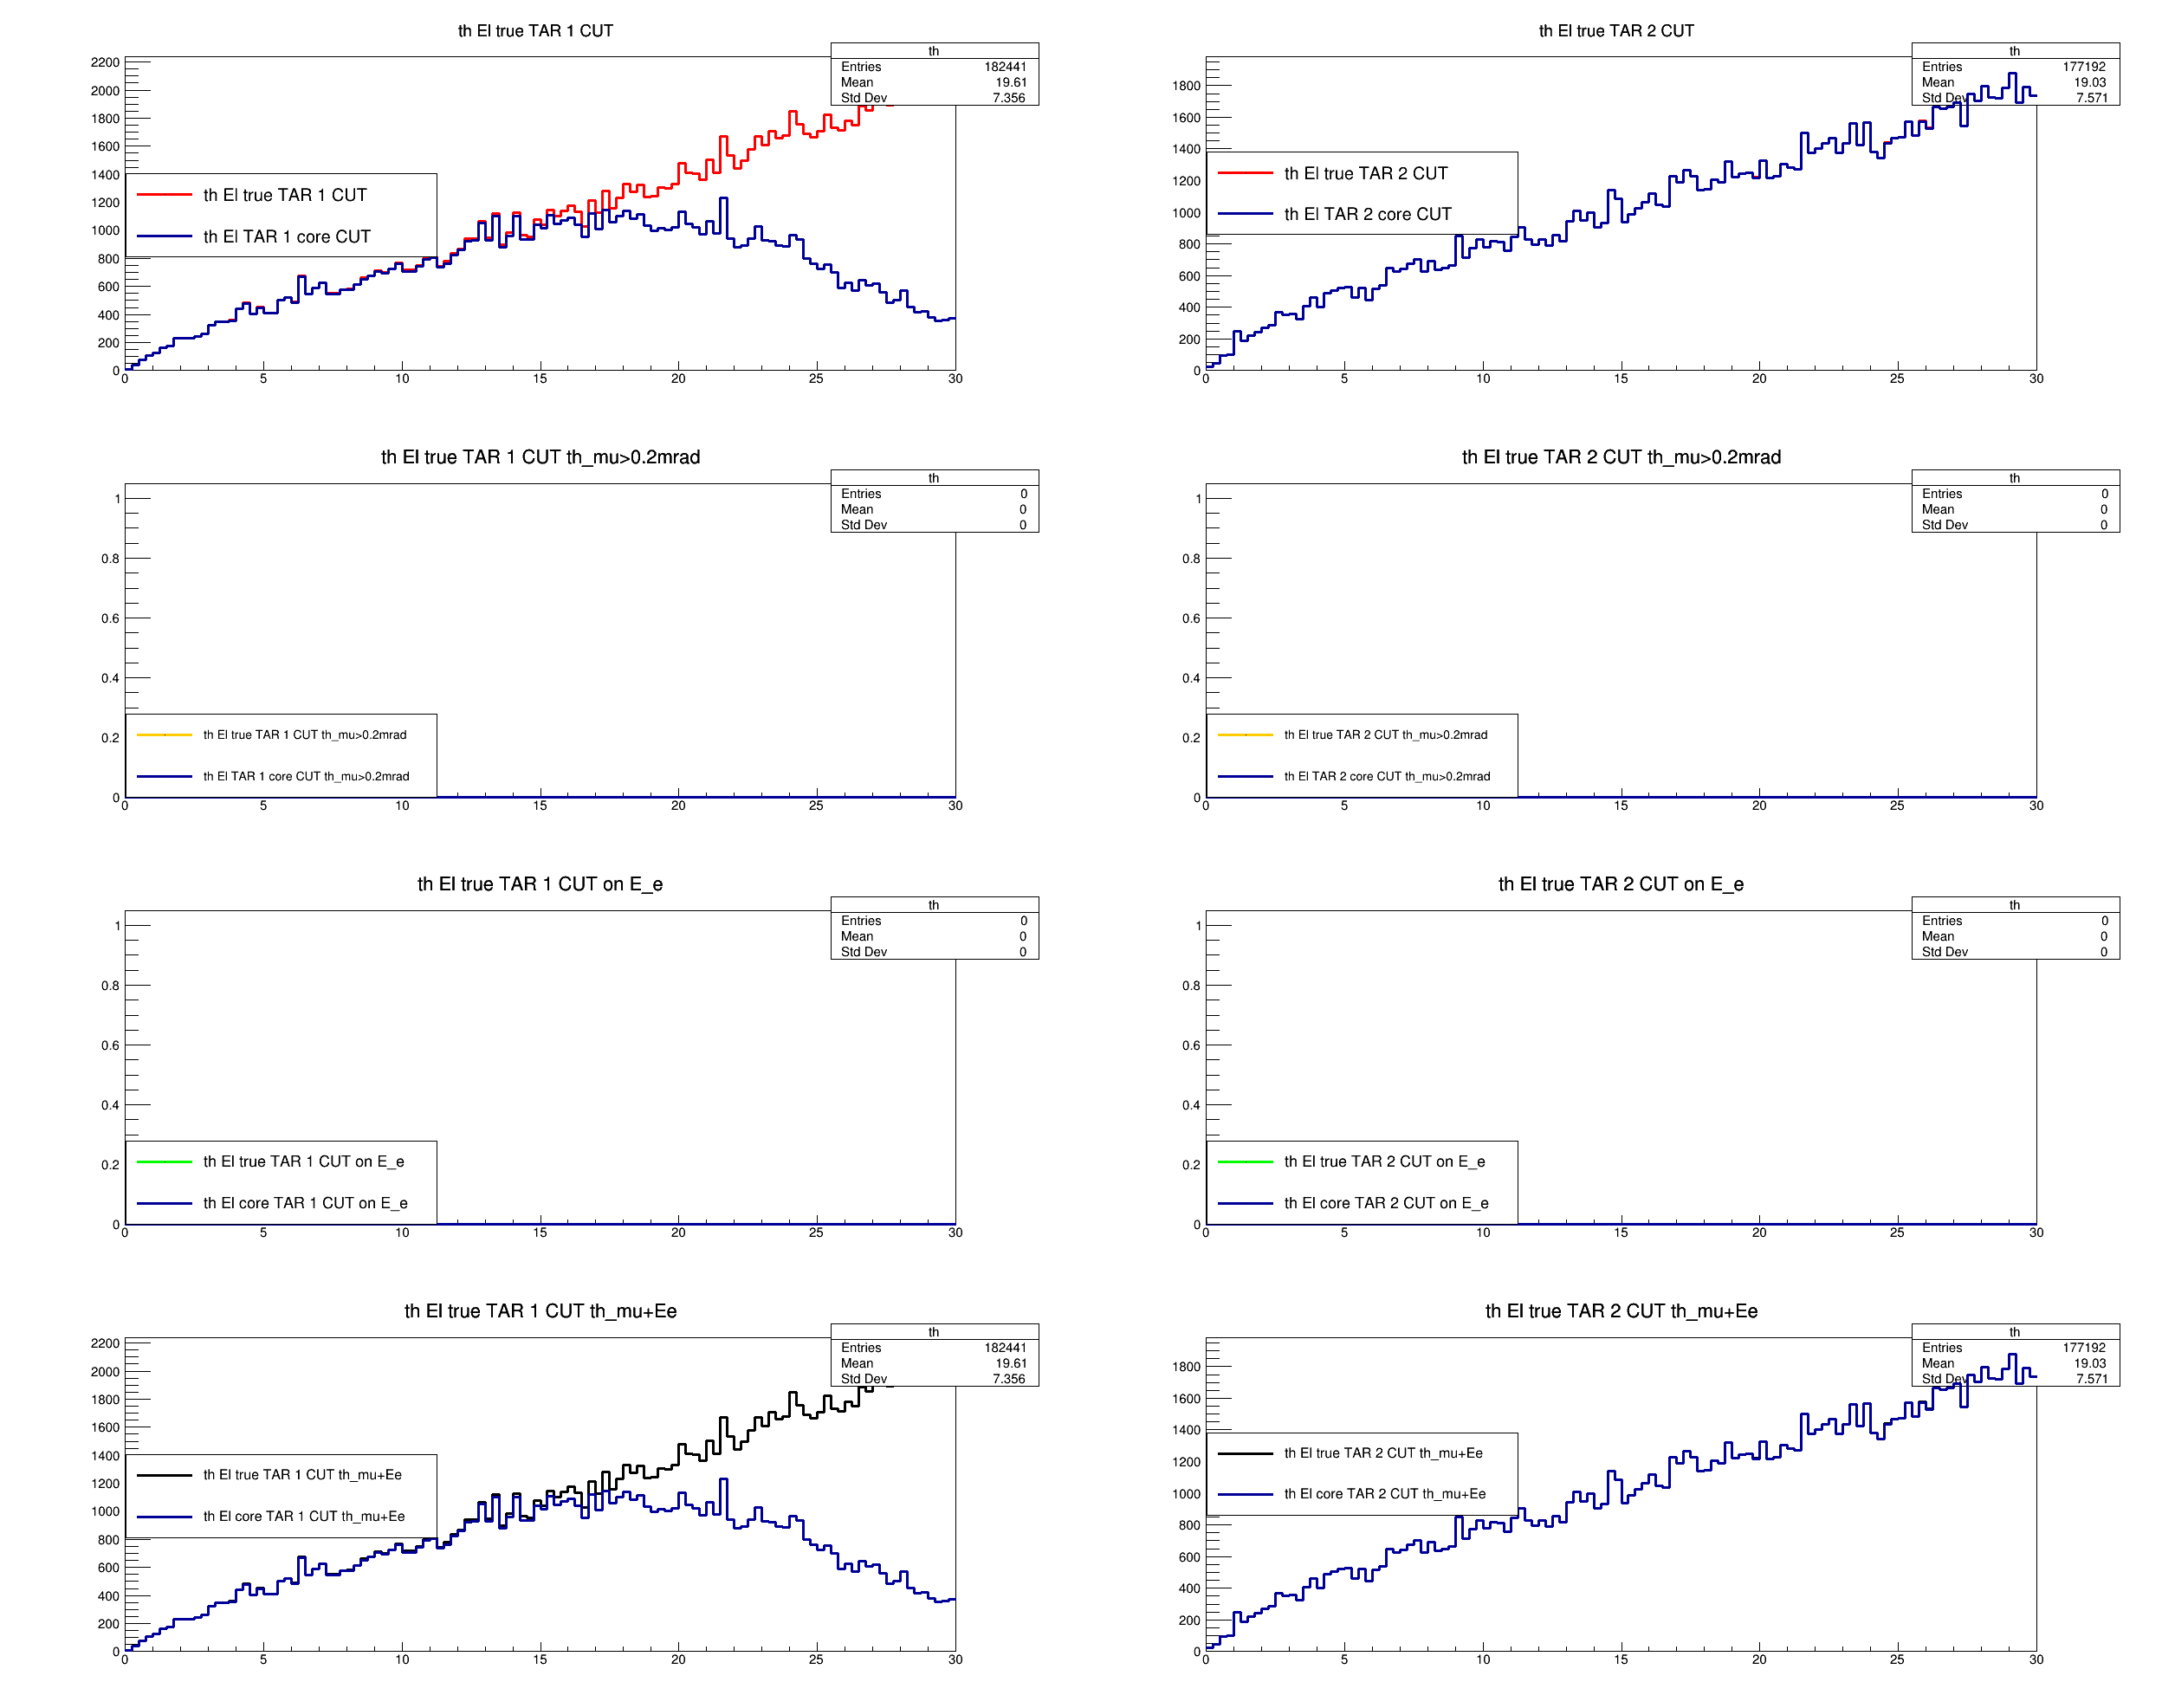 th El true TAR 1 CUT
th
Entries 182441
Mean 19.61
Std Dev 7.356
2200
2000
1800
1600
1400
1200
1000
800
600
400
200
0
th El true TAR 1 CUT
th El TAR 1 core CUT
0 5 10 15 20 25 30
th El true TAR 2 CUT
th
Entries 177192
Mean 19.03
Std Dev 7.571
1800
1600
1400
1200
1000
800
600
400
200
0
th El true TAR 2 CUT
th El TAR 2 core CUT
0 5 10 15 20 25 30
th El true TAR 1 CUT th_mu>0.2mrad
th
Entries 0
Mean 0
Std Dev 0
1
0.8
0.6
0.4
0.2
0
th El true TAR 1 CUT th_mu>0.2mrad
th El TAR 1 core CUT th_mu>0.2mrad
0 5 10 15 20 25 30
th El true TAR 2 CUT th_mu>0.2mrad
th
Entries 0
Mean 0
Std Dev 0
1
0.8
0.6
0.4
0.2
0
th El true TAR 2 CUT th_mu>0.2mrad
th El TAR 2 core CUT th_mu>0.2mrad
0 5 10 15 20 25 30
th El true TAR 1 CUT on E_e
th
Entries 0
Mean 0
Std Dev 0
1
0.8
0.6
0.4
0.2
0
th El true TAR 1 CUT on E_e
th El core TAR 1 CUT on E_e
0 5 10 15 20 25 30
th El true TAR 2 CUT on E_e
th
Entries 0
Mean 0
Std Dev 0
1
0.8
0.6
0.4
0.2
0
th El true TAR 2 CUT on E_e
th El core TAR 2 CUT on E_e
0 5 10 15 20 25 30
th El true TAR 1 CUT th_mu+Ee
th
Entries 182441
Mean 19.61
Std Dev 7.356
2200
2000
1800
1600
1400
1200
1000
800
600
400
200
0
th El true TAR 1 CUT th_mu+Ee
th El core TAR 1 CUT th_mu+Ee
0 5 10 15 20 25 30
th El true TAR 2 CUT th_mu+Ee
th
Entries 177192
Mean 19.03
Std Dev 7.571
1800
1600
1400
1200
1000
800
600
400
200
0
th El true TAR 2 CUT th_mu+Ee
th El core TAR 2 CUT th_mu+Ee
0 5 10 15 20 25 30